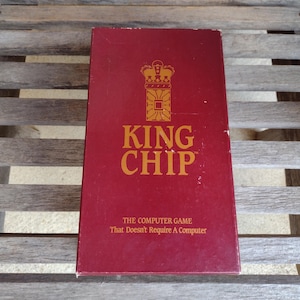 KING
CHIP
THE COMPUTER GAME
That Doesn't Require A Computer